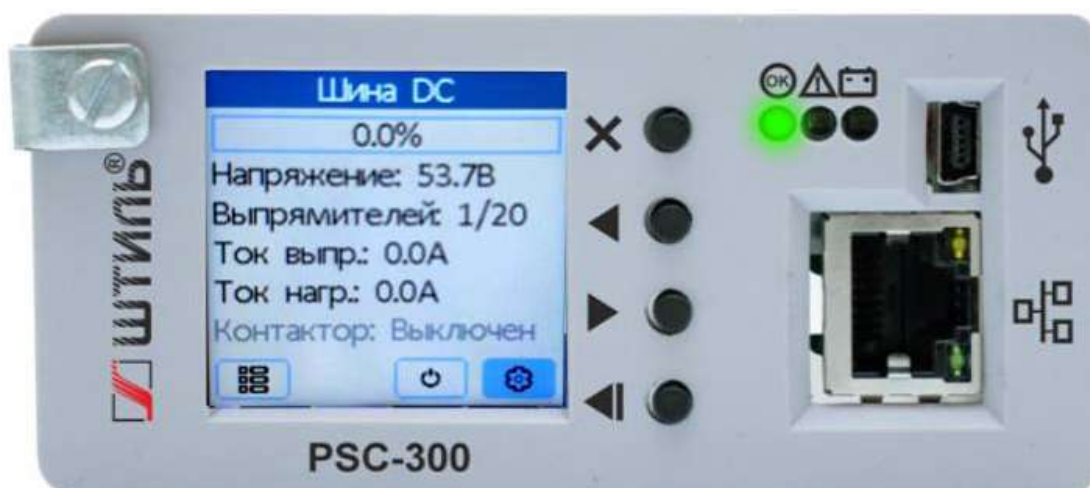 Шина DC
0.0%
Напряжение: 53.7В
Выпрямителей: 1/20
Ток выпр.: 0.0А
Ток нагр.: 0.0А
Контактор: Выключен
PSC-300
ШТИЛЬ®
OK